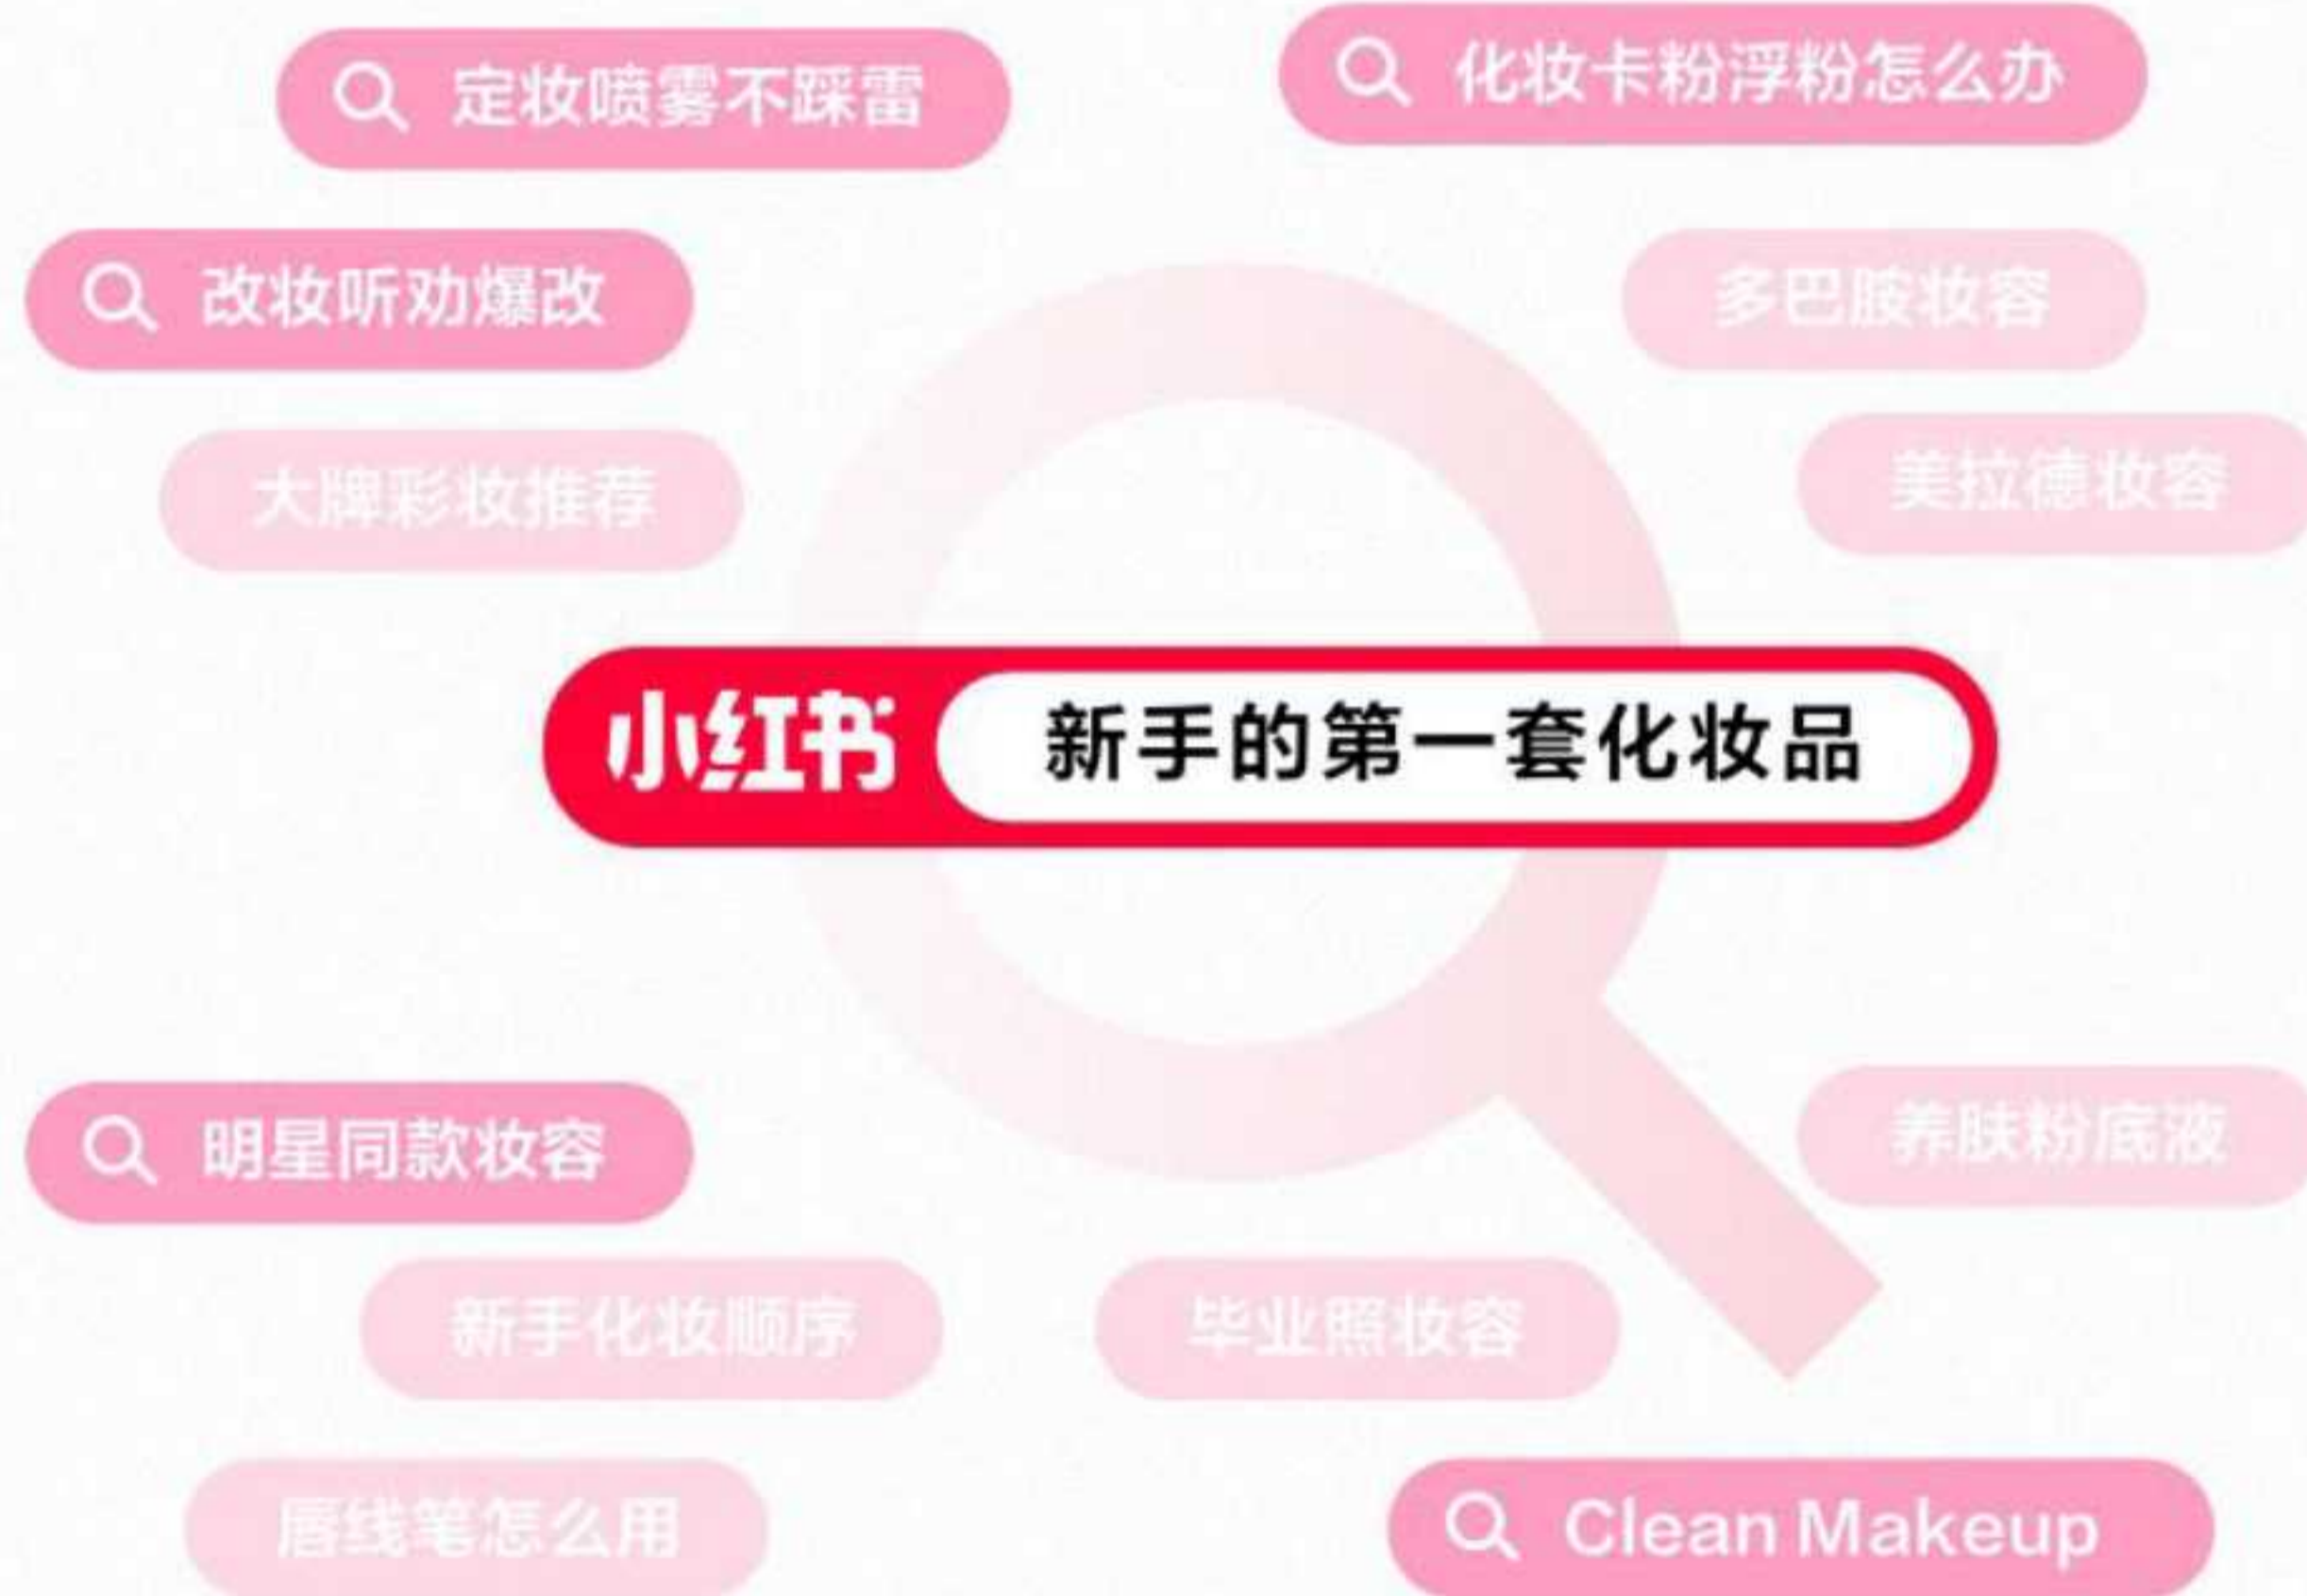 化妆卡粉浮粉怎么办
定妆喷雾不踩雷
改妆听劝爆改
多巴胺妆容
美拉德妆容
大牌彩妆推荐
小红书 新手的第一套化妆品
养肤粉底液
明星同款妆容
新手化妆顺序
毕业照妆容
唇线笔怎么用
Clean Makeup